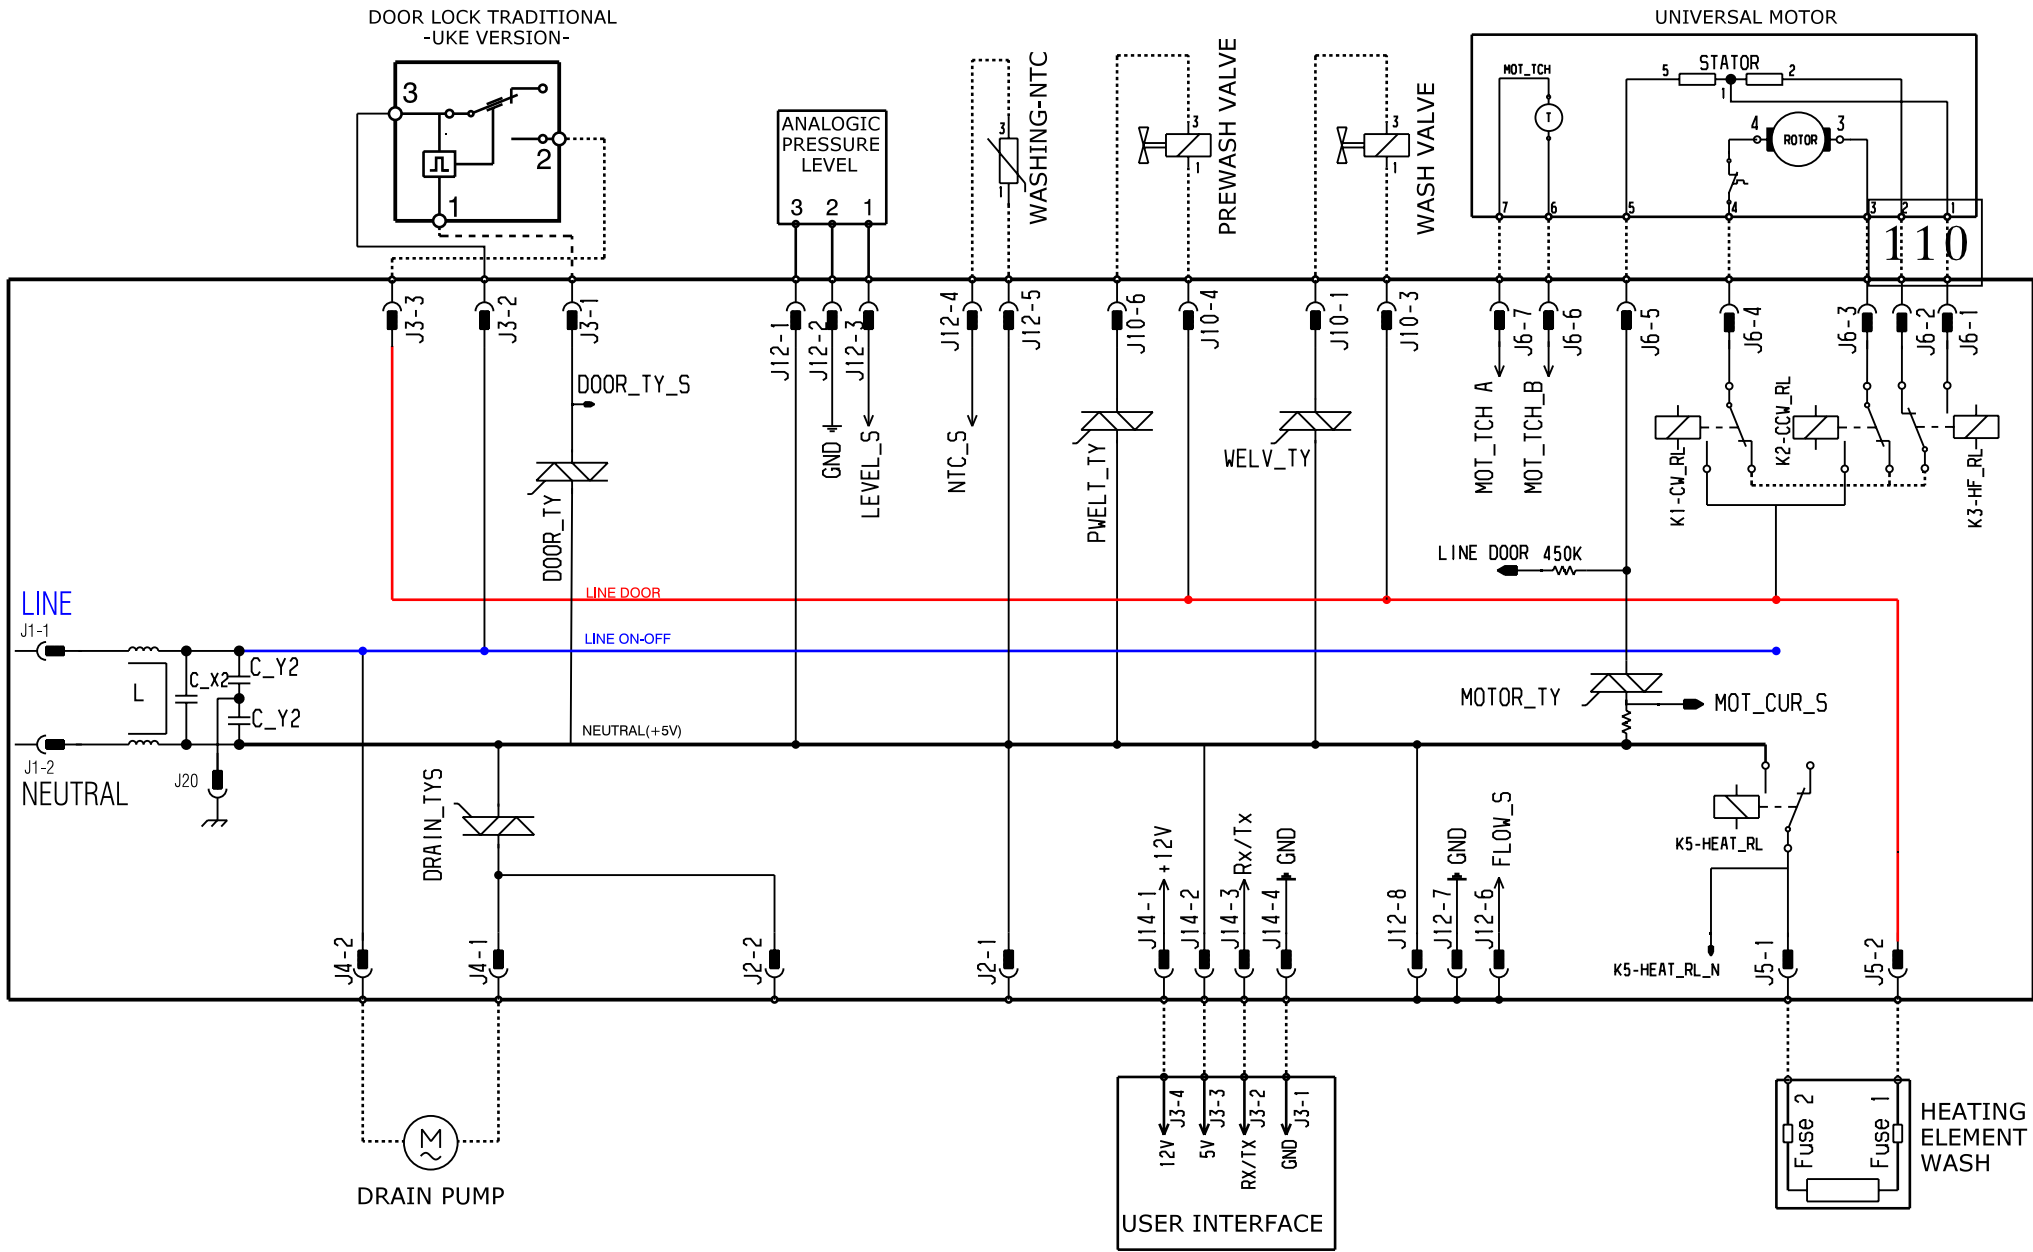 DOOR LOCK TRADITIONAL
-UKE VERSION-
3
2
1
ANALOGIC
PRESSURE
LEVEL
3 2 1
3
1
WASHING-NTC
3
1
PREWASH VALVE
3
1
WASH VALVE
UNIVERSAL MOTOR
MOT_TCH
T
5
STATOR
2
1
4
ROTOR
3
7
6
5
4
3
2
1
110
J3-3
J3-2
J3-1
J12-1
J12-2
J12-3
J12-4
J12-5
J10-6
J10-4
J10-1
J10-3
J6-7
J6-6
J6-5
J6-4
J6-3
J6-2
J6-1
DOOR_TY_S
DOOR_TY
GND
LEVEL_S
NTC_S
PWELT_TY
WELV_TY
MOT_TCH A
MOT_TCH_B
K1-CW_RL
K2-CCW_RL
K3-HF_RL
LINE DOOR 450K
LINE DOOR
LINE
J1-1
LINE ON-OFF
L
C_X2
C_Y2
C_Y2
MOTOR_TY
MOT_CUR_S
NEUTRAL(+5V)
J1-2
NEUTRAL
J20
DRAIN_TYS
+12V
Rx/Tx
GND
GND
FLOW_S
K5-HEAT_RL
K5-HEAT_RL_N
J4-2
J4-1
J2-2
J2-1
J14-1
J14-2
J14-3
J14-4
J12-8
J12-7
J12-6
J5-1
J5-2
M
DRAIN PUMP
J3-4
J3-3
J3-2
J3-1
12V
5V
RX/TX
GND
USER INTERFACE
Fuse 2
Fuse 1
HEATING
ELEMENT
WASH